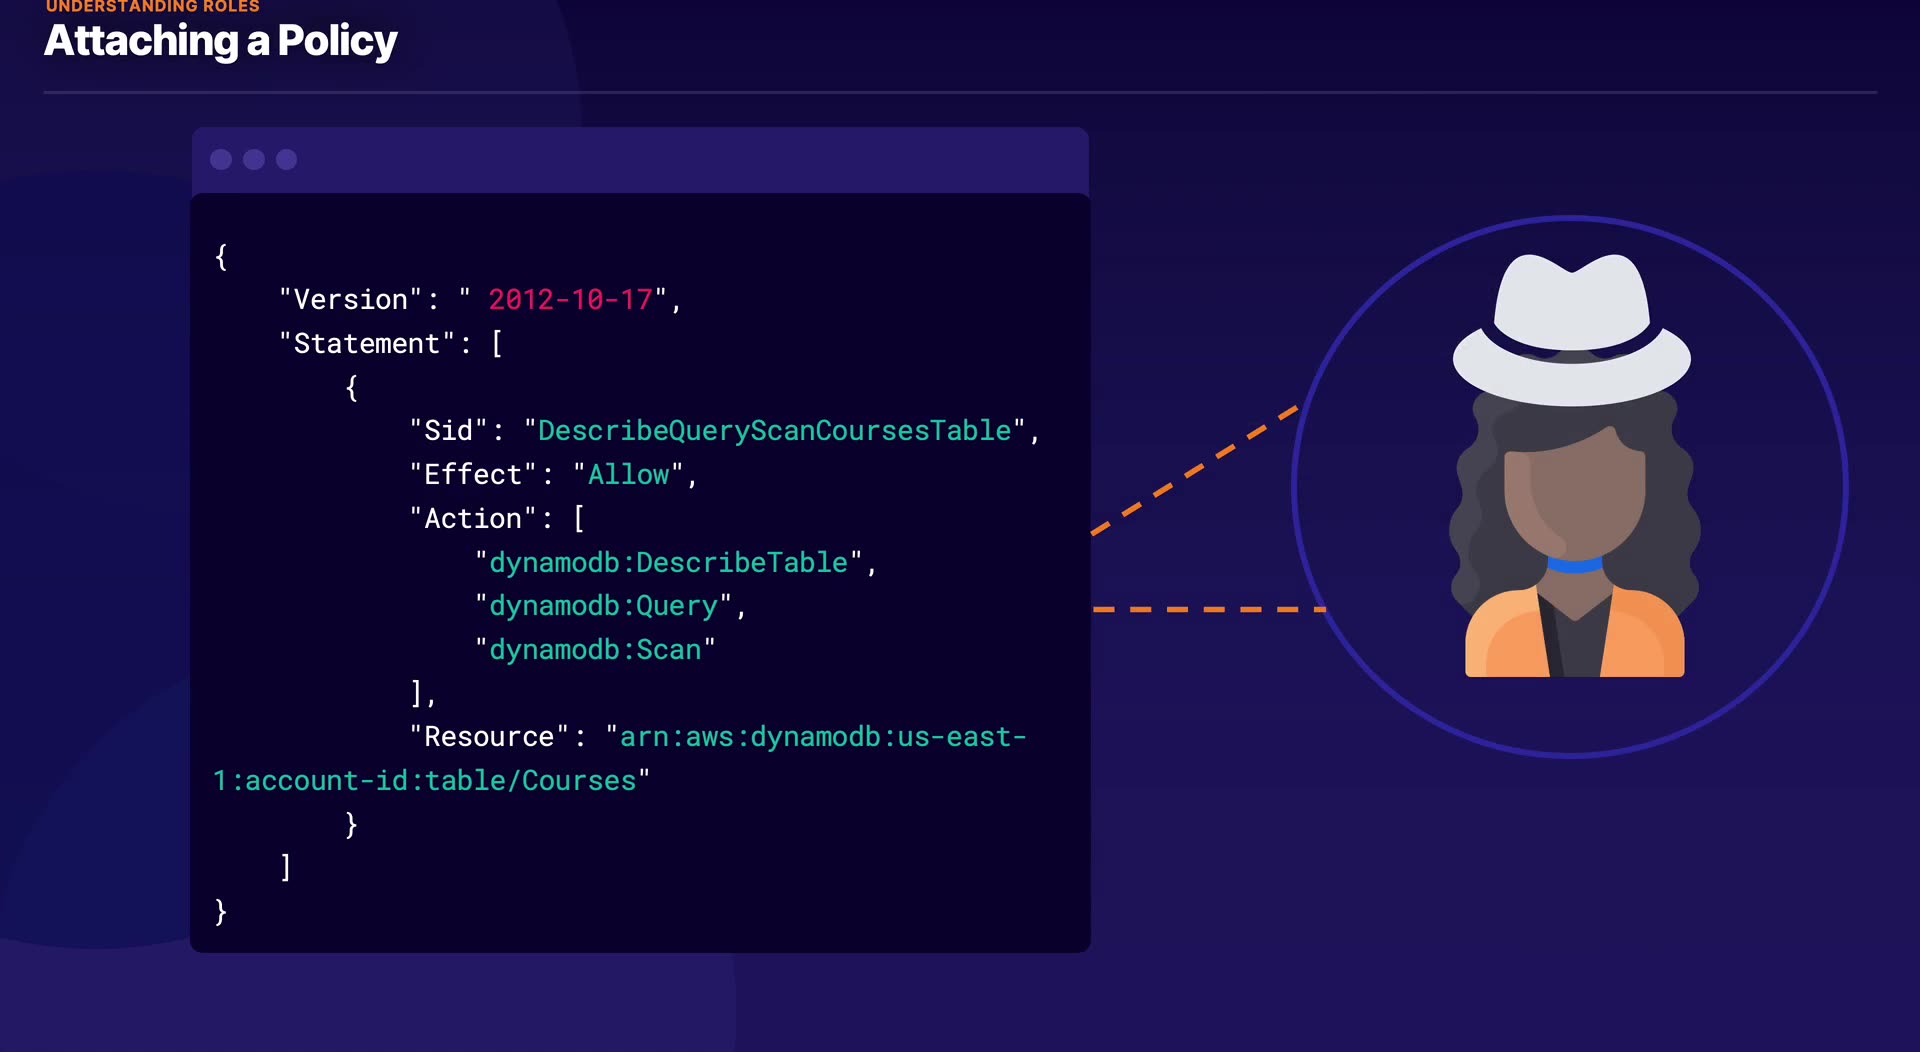 UNDERSTANDING ROLES
Attaching a Policy
{
"Version": " 2012-10-17",
"Statement": [
{
"Sid": "DescribeQueryScanCoursesTable",
"Effect": "Allow",
"Action": [
"dynamodb:DescribeTable",
"dynamodb:Query",
"dynamodb:Scan"
],
"Resource": "arn:aws:dynamodb:us-east-
1:account-id:table/Courses"
}
]
}